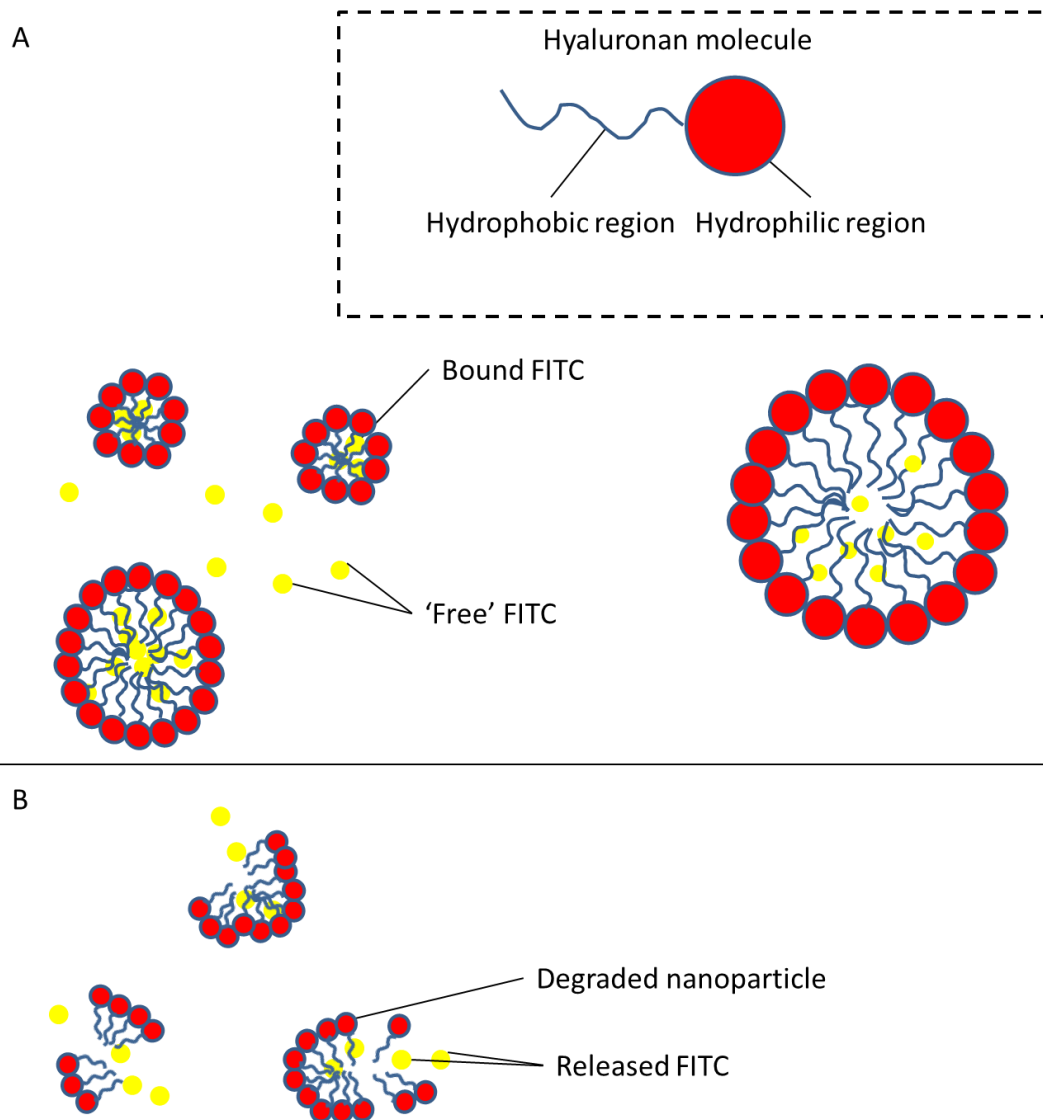 A
Hyaluronan molecule
Hydrophobic region
Hydrophilic region
Bound FITC
‘Free’ FITC
B
Degraded nanoparticle
Released FITC